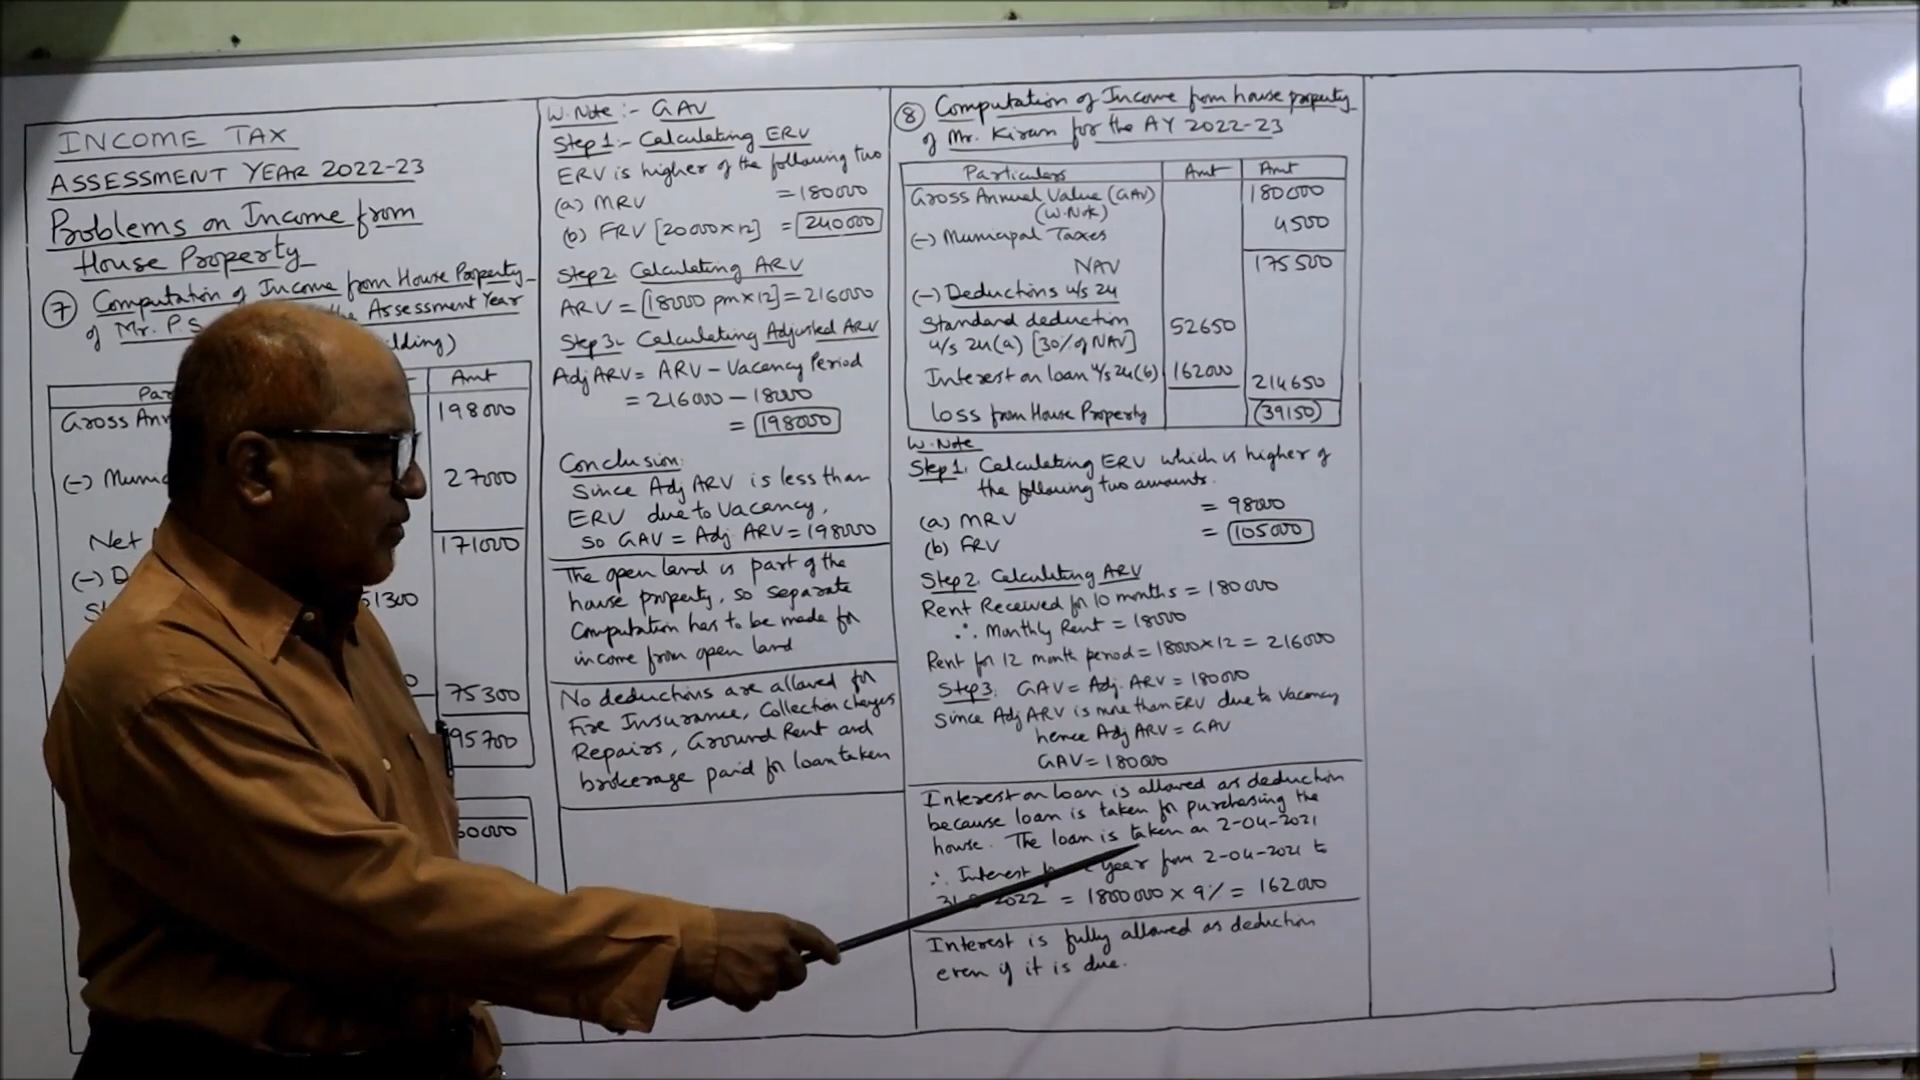 INCOME TAX
ASSESSMENT YEAR 2022-23
Problems on Income from
House Property
⑦ Computation of Income from House Property
of Mr. P.S the Assessment Year
lding)
Par Amt
Gross Ann 198000
(-) Munic 27000
Net 171000
(-) D
S 51300
0 75300
95700
60000
W.Note :- GAV
Step 1:- Calculating ERV
ERV is higher of the following two
(a) MRV = 180000
(b) FRV [20000×12] = 240000
Step 2. Calculating ARV
ARV = [18000 pm×12] = 216000
Step 3. Calculating Adjusted ARV
Adj ARV = ARV - Vacancy Period
= 216000 - 18000
= 198000
Conclusion:
Since Adj ARV is less than
ERV due to Vacancy,
So GAV = Adj. ARV = 198000
The open land is part of the
house property, so separate
Computation has to be made for
income from open land
No deductions are allowed for
Fire Insurance, Collection charges
Repairs, Ground Rent and
brokerage paid for loan taken
⑧ Computation of Income from house property
of Mr. Kiran for the AY 2022-23
Particulars Amt Amt
Gross Annual Value (GAV) 180000
(W.Note)
(-) Municipal Taxes 4500
NAV 175500
(-) Deductions u/s 24
Standard deduction 52650
u/s 24(a) [30% of NAV]
Interest on loan u/s 24(b) 162000 214650
Loss from House Property (39150)
W.Note
Step 1. Calculating ERV which is higher of
the following two amounts.
(a) MRV = 98000
(b) FRV = 105000
Step 2. Calculating ARV
Rent Received for 10 months = 180000
∴ Monthly Rent = 18000
Rent for 12 month period = 18000×12 = 216000
Step 3. GAV = Adj. ARV = 180000
Since Adj ARV is more than ERV due to Vacancy
hence Adj ARV = GAV
GAV = 180000
Interest on loan is allowed as deduction
because loan is taken for purchasing the
house. The loan is taken on 2-04-2021
∴ Interest year from 2-04-2021 to
2022 = 1800000 × 9% = 162000
Interest is fully allowed as deduction
even if it is due.